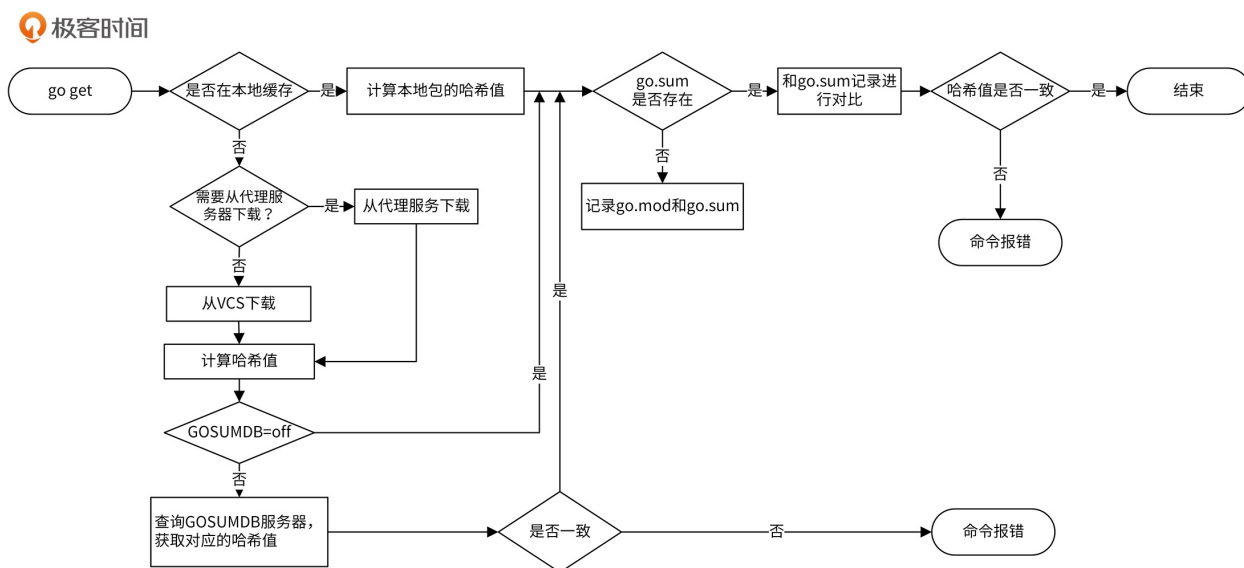 极客时间
go get
是否在本地缓存
是
计算本地包的哈希值
go.sum
是否存在
是
和go.sum记录进
行对比
哈希值是否一致
是
结束
否
否
否
需要从代理服
务器下载？
是
从代理服务下载
记录go.mod和go.sum
命令报错
否
从VCS下载
是
计算哈希值
是
GOSUMDB=off
否
查询GOSUMDB服务器，
获取对应的哈希值
是否一致
否
命令报错